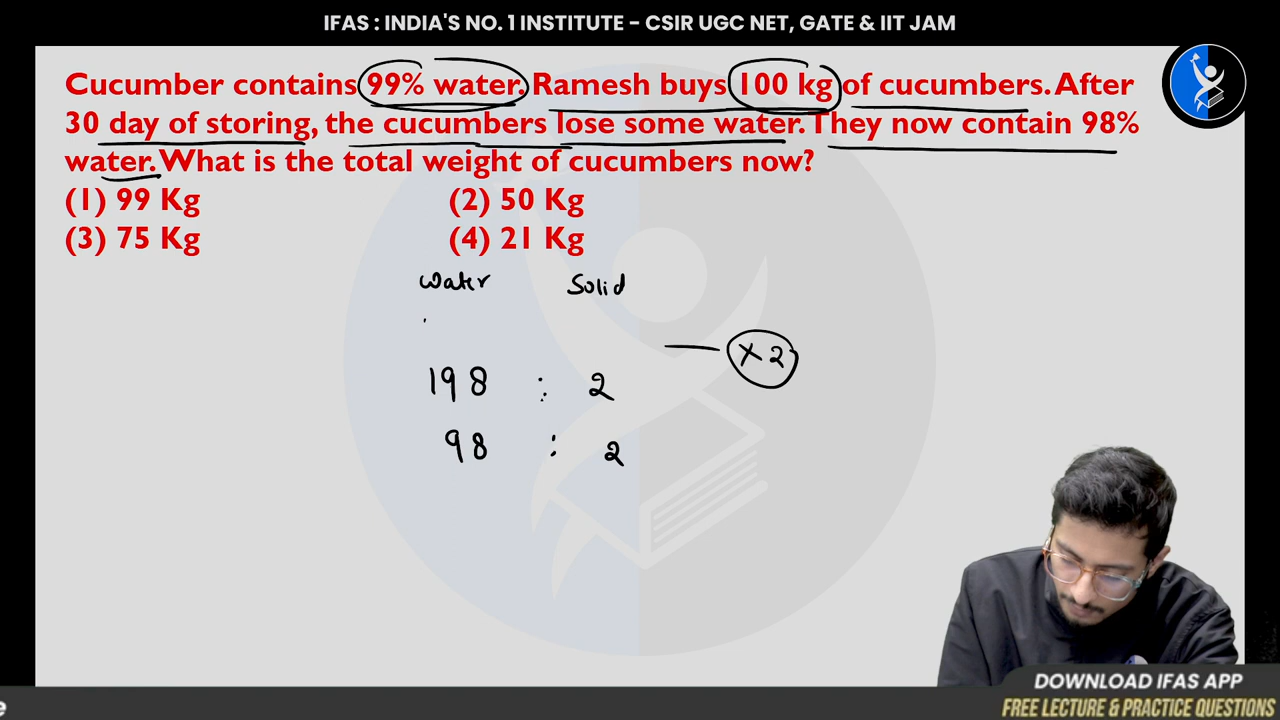 IFAS : INDIA'S NO. 1 INSTITUTE - CSIR UGC NET, GATE & IIT JAM
Cucumber contains 99% water. Ramesh buys 100 kg of cucumbers. After
30 day of storing, the cucumbers lose some water. They now contain 98%
water. What is the total weight of cucumbers now?
(1) 99 Kg (2) 50 Kg
(3) 75 Kg (4) 21 Kg
Water Solid
× 2
198 : 2
98 : 2
DOWNLOAD IFAS APP
FREE LECTURE & PRACTICE QUESTIONS